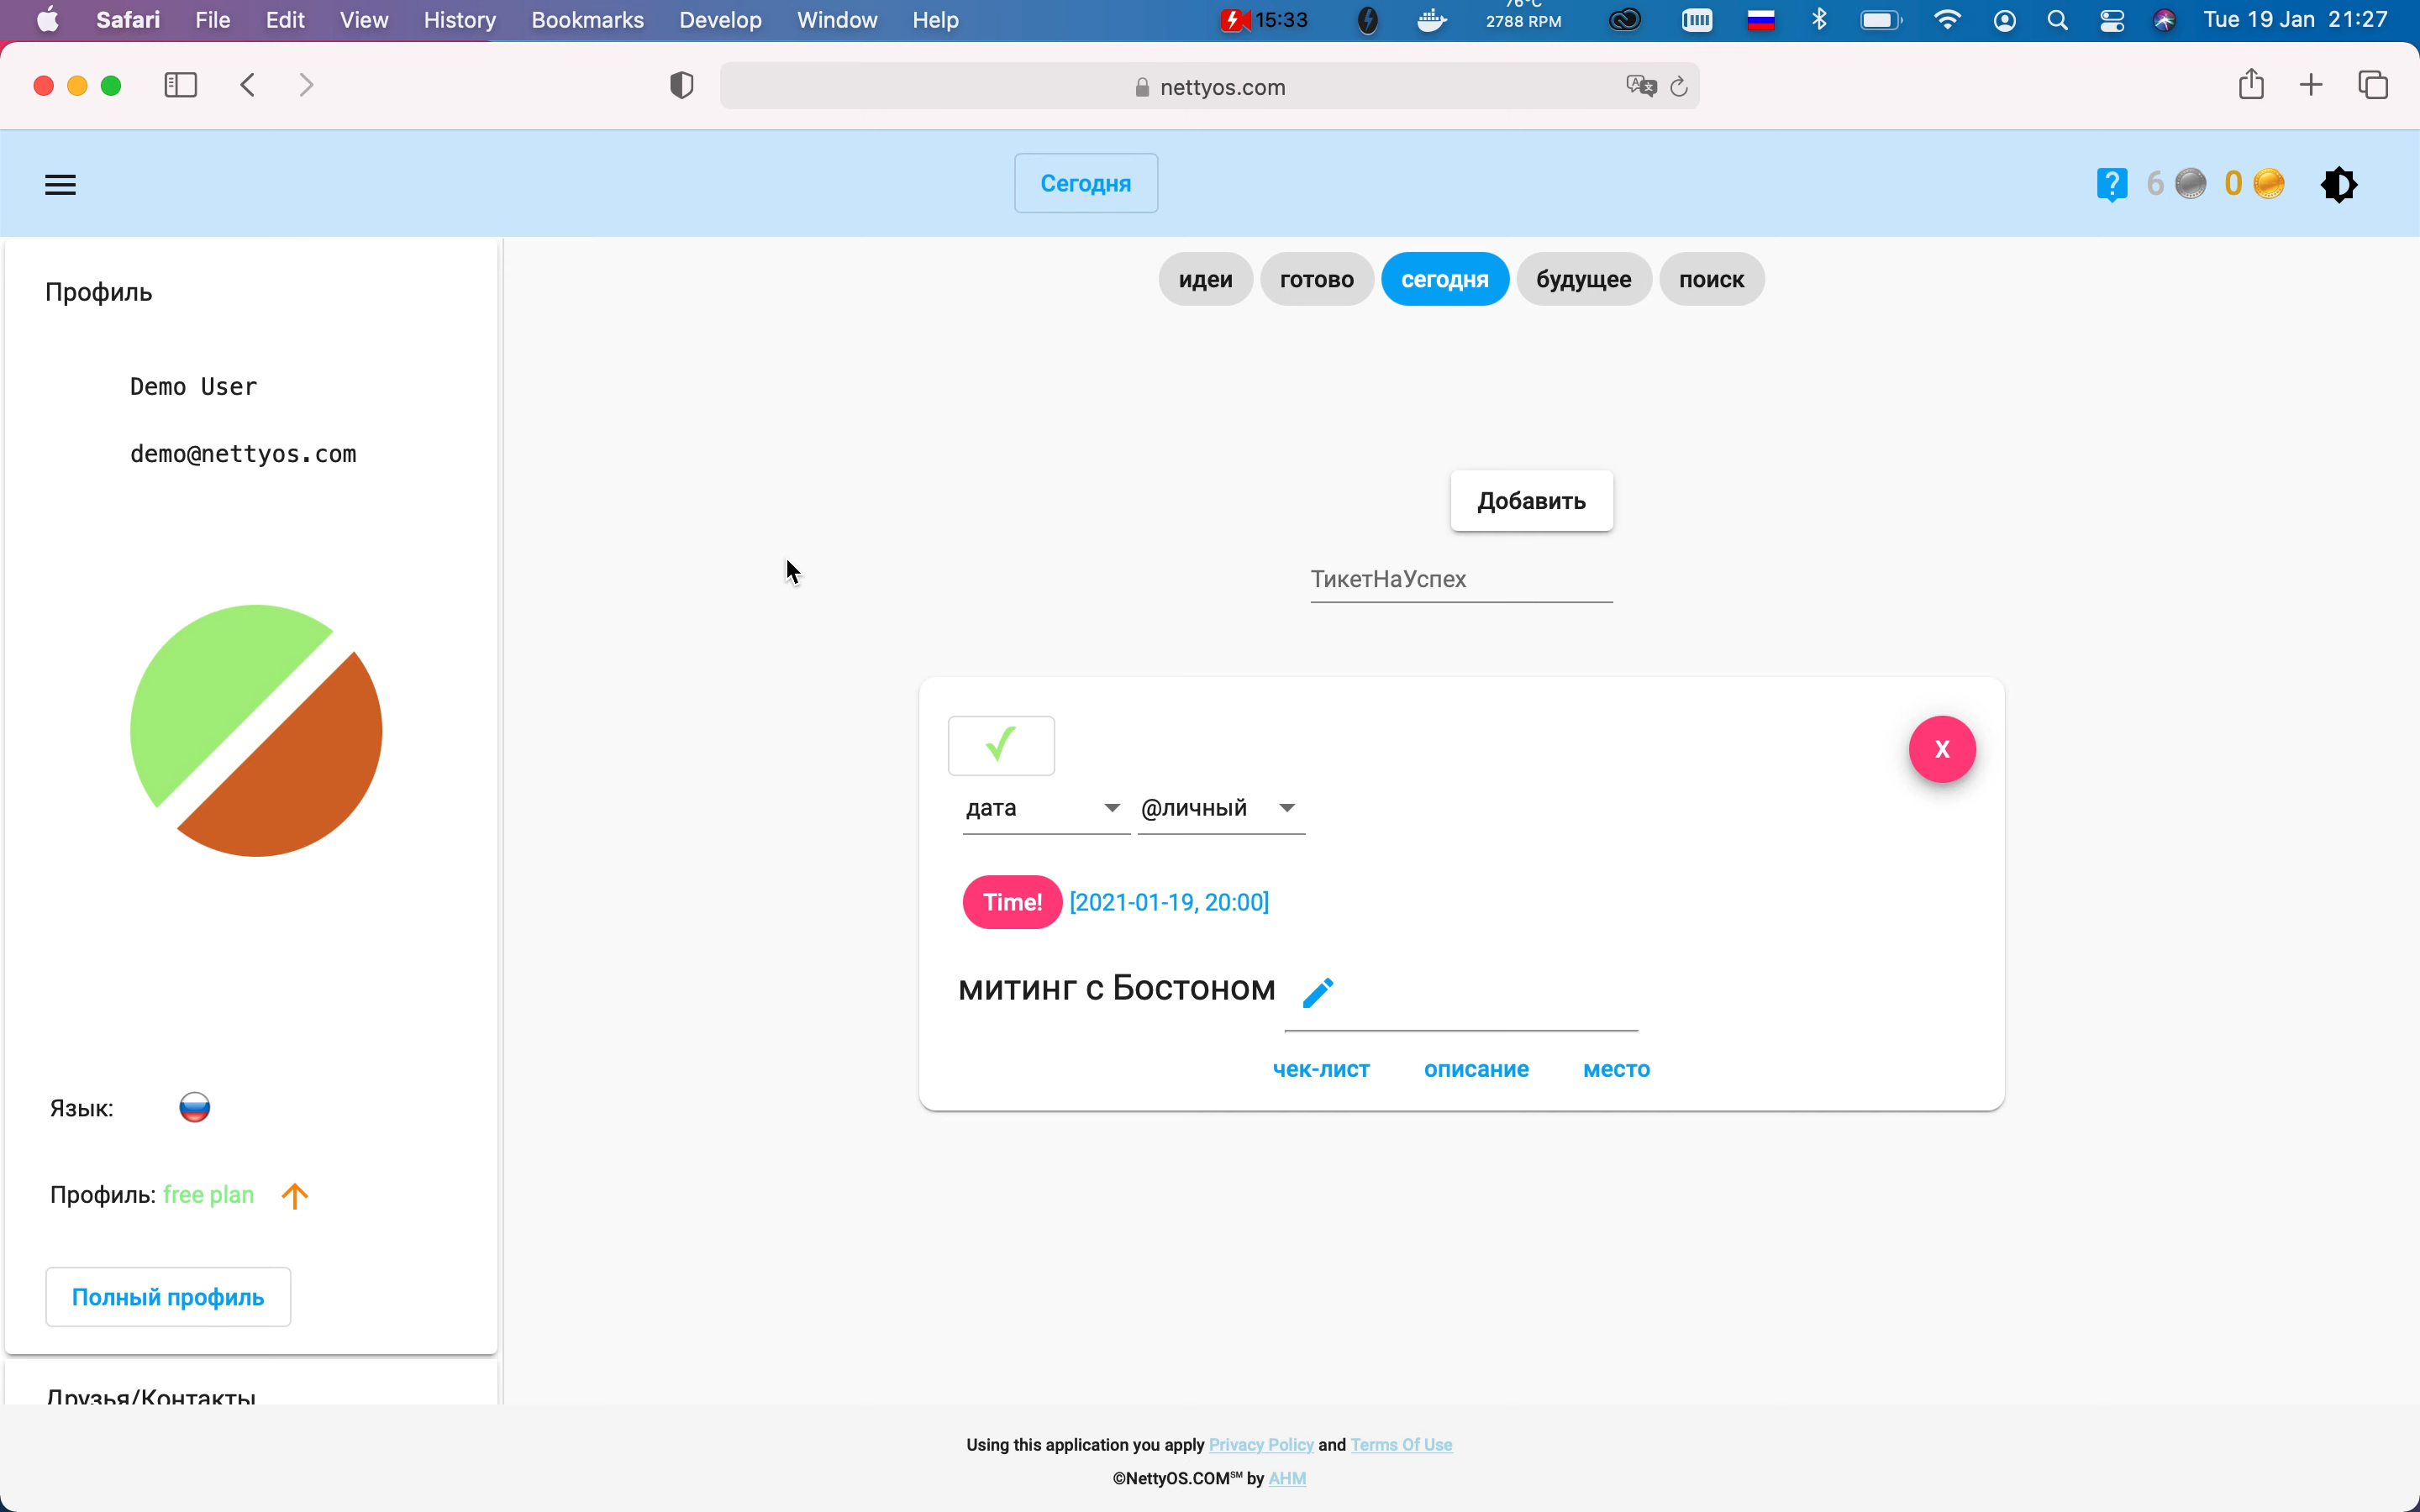 Safari File Edit View History Bookmarks Develop Window Help 15:33 76°C 2788 RPM Tue 19 Jan 21:27
nettyos.com
Сегодня
? 6 0
Профиль
идеи готово сегодня будущее поиск
Demo User
demo@nettyos.com
Добавить
ТикетНаУспех
X
дата @личный
Time! [2021-01-19, 20:00]
митинг с Бостоном
чек-лист описание место
Язык:
Профиль: free plan
Полный профиль
Друзья/Контакты
Using this application you apply Privacy Policy and Terms Of Use
©NettyOS.COM℠ by AHM